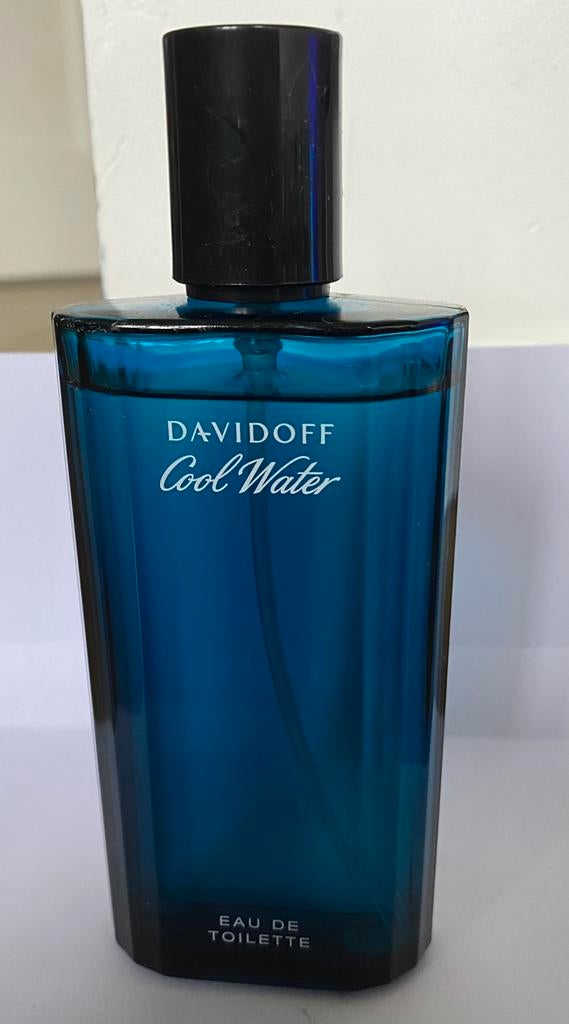 DAVIDOFF
Cool Water
EAU DE
TOILETTE